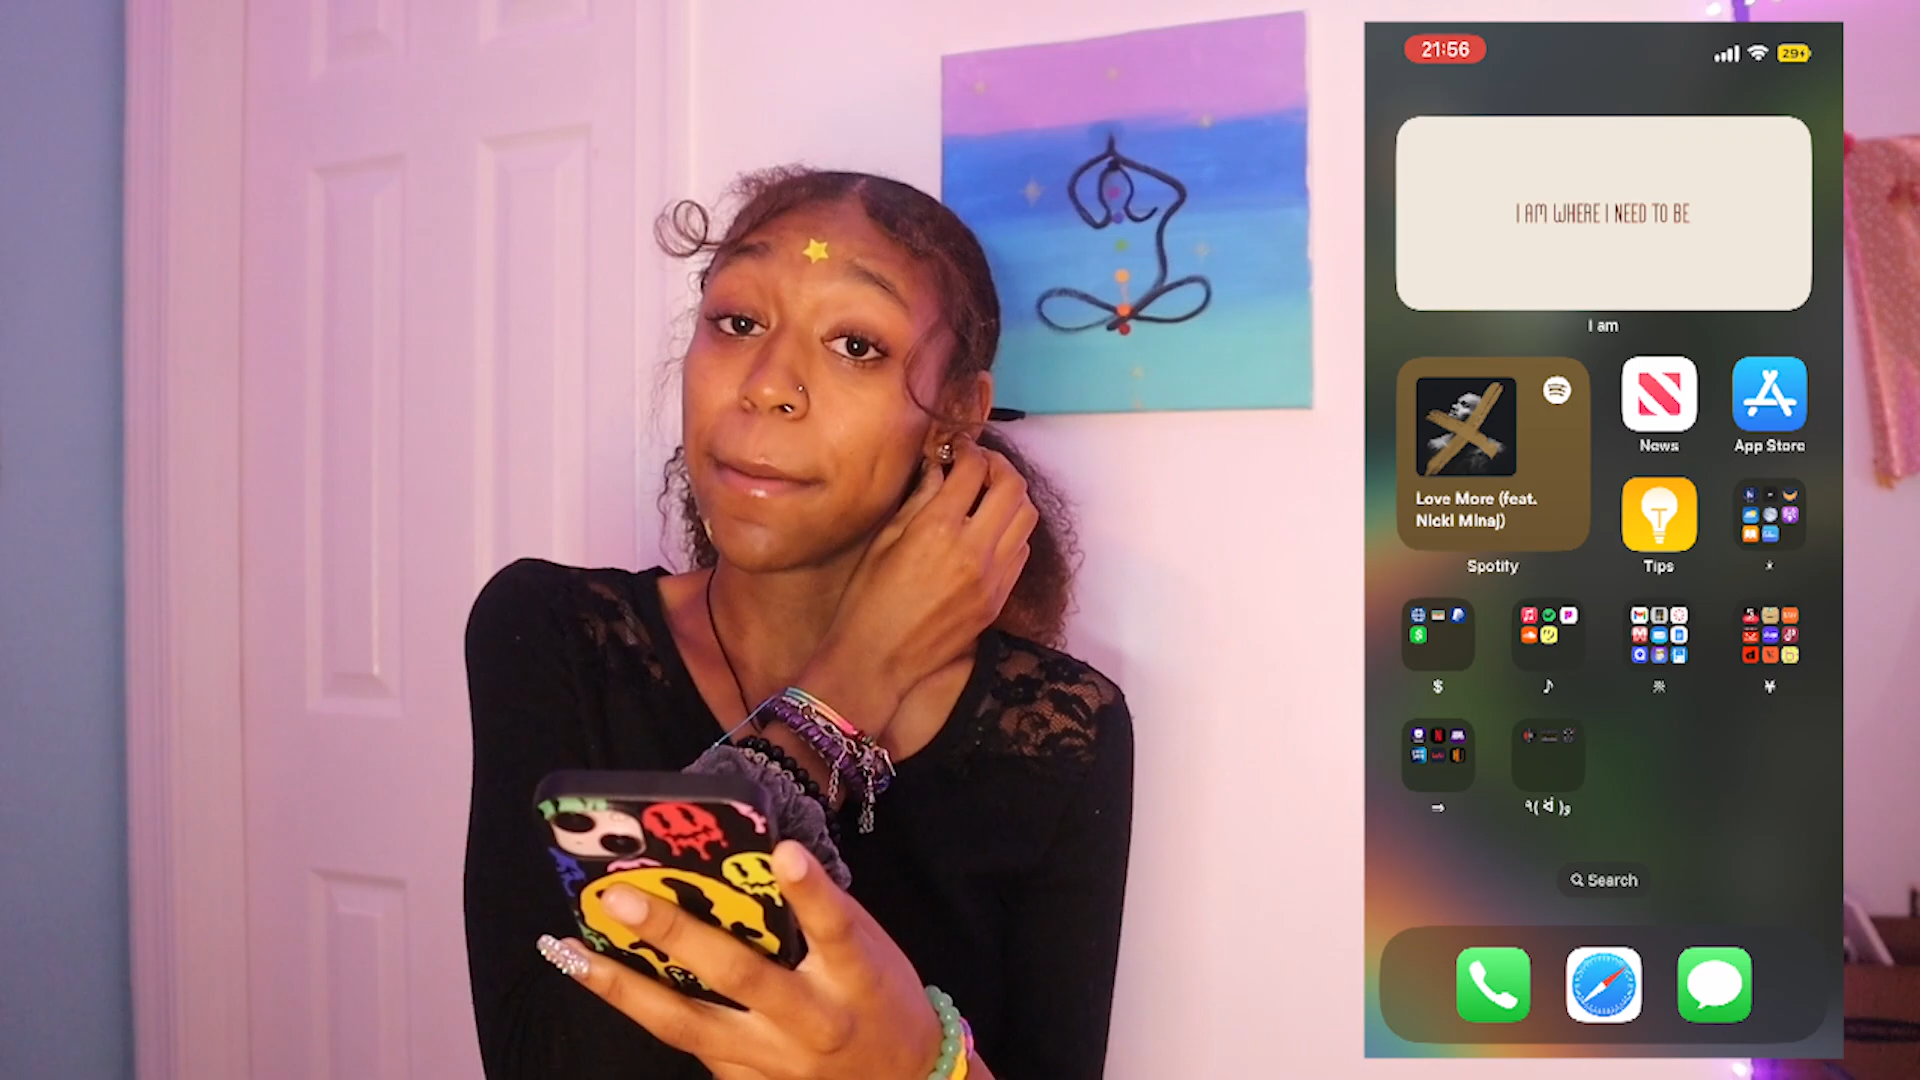 21:56
29
I AM WHERE I NEED TO BE
I am
Love More (feat.
Nicki Minaj)
Spotify
News
App Store
Tips
*
$
♪
※
¥
⇒
Search